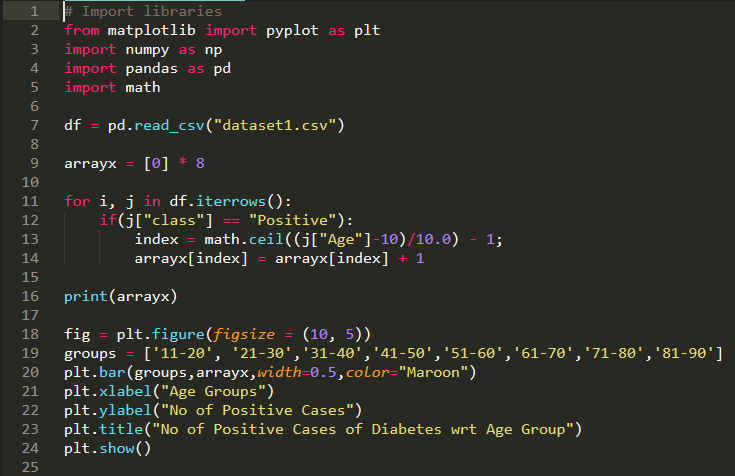 1 # Import libraries
2 from matplotlib import pyplot as plt
3 import numpy as np
4 import pandas as pd
5 import math
6
7 df = pd.read_csv("dataset1.csv")
8
9 arrayx = [0] * 8
10
11 for i, j in df.iterrows():
12     if(j["class"] == "Positive"):
13         index = math.ceil((j["Age"]-10)/10.0) - 1;
14         arrayx[index] = arrayx[index] + 1
15
16 print(arrayx)
17
18 fig = plt.figure(figsize = (10, 5))
19 groups = ['11-20', '21-30','31-40','41-50','51-60','61-70','71-80','81-90']
20 plt.bar(groups,arrayx,width=0.5,color="Maroon")
21 plt.xlabel("Age Groups")
22 plt.ylabel("No of Positive Cases")
23 plt.title("No of Positive Cases of Diabetes wrt Age Group")
24 plt.show()
25